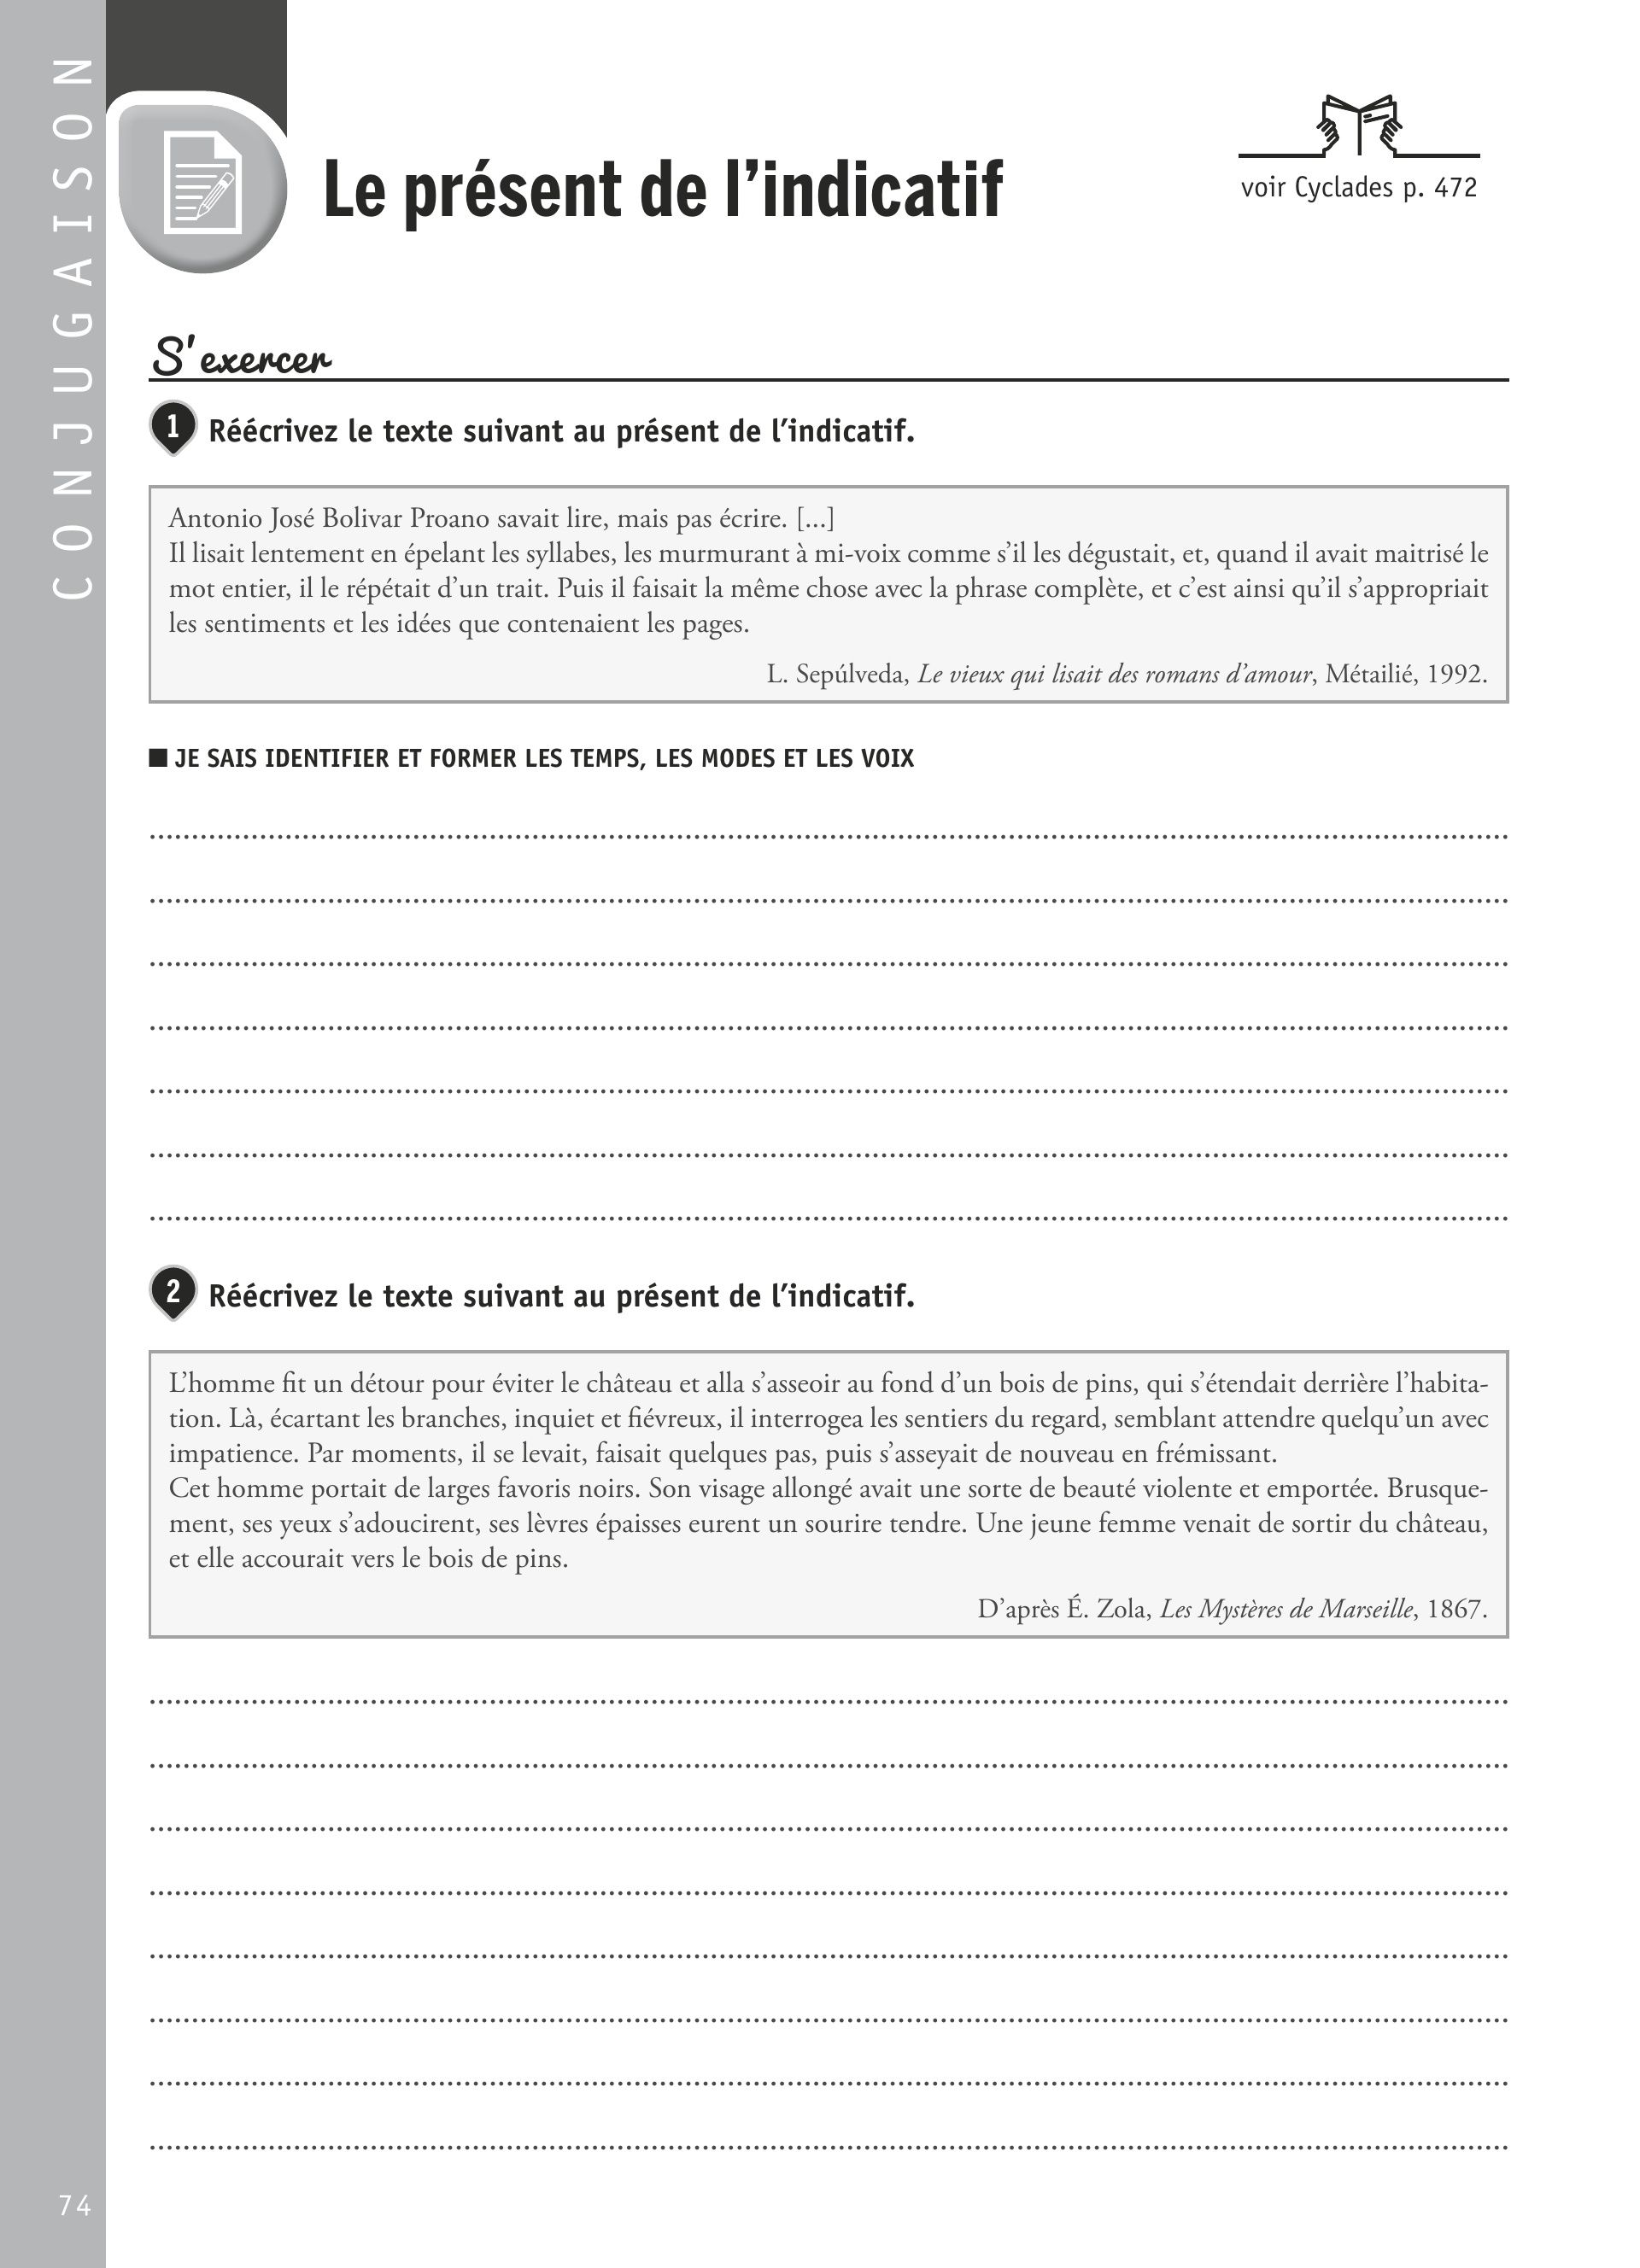 CONJUGAISON
Le présent de l’indicatif
voir Cyclades p. 472
S’exercer
1 Réécrivez le texte suivant au présent de l’indicatif.
Antonio José Bolivar Proano savait lire, mais pas écrire. [...]
Il lisait lentement en épelant les syllabes, les murmurant à mi-voix comme s’il les dégustait, et, quand il avait maitrisé le
mot entier, il le répétait d’un trait. Puis il faisait la même chose avec la phrase complète, et c’est ainsi qu’il s’appropriait
les sentiments et les idées que contenaient les pages.
L. Sepúlveda, Le vieux qui lisait des romans d’amour, Métailié, 1992.
■ JE SAIS IDENTIFIER ET FORMER LES TEMPS, LES MODES ET LES VOIX
2 Réécrivez le texte suivant au présent de l’indicatif.
L’homme fit un détour pour éviter le château et alla s’asseoir au fond d’un bois de pins, qui s’étendait derrière l’habita-
tion. Là, écartant les branches, inquiet et fiévreux, il interrogea les sentiers du regard, semblant attendre quelqu’un avec
impatience. Par moments, il se levait, faisait quelques pas, puis s’asseyait de nouveau en frémissant.
Cet homme portait de larges favoris noirs. Son visage allongé avait une sorte de beauté violente et emportée. Brusque-
ment, ses yeux s’adoucirent, ses lèvres épaisses eurent un sourire tendre. Une jeune femme venait de sortir du château,
et elle accourait vers le bois de pins.
D’après É. Zola, Les Mystères de Marseille, 1867.
74